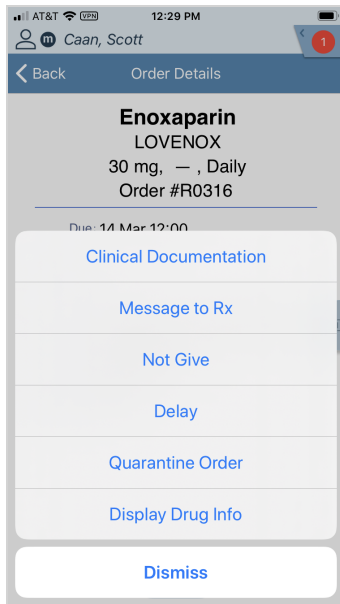 AT&T VPN 12:29 PM
m Caan, Scott
1
Back Order Details
Enoxaparin
LOVENOX
30 mg, — , Daily
Order #R0316
Due: 14 Mar 12:00
Clinical Documentation
Message to Rx
Not Give
Delay
Quarantine Order
Display Drug Info
Dismiss